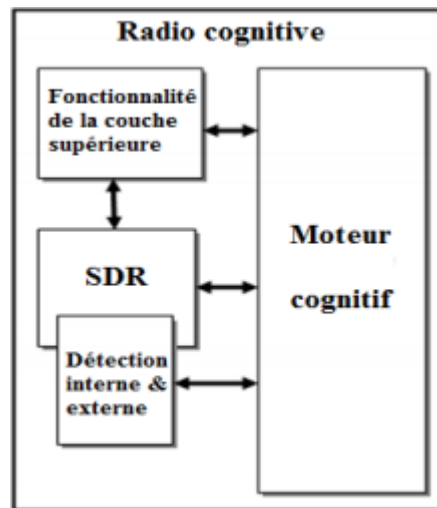 Radio cognitive
Fonctionnalité
de la couche
supérieure
SDR
Détection
interne &
externe
Moteur
cognitif